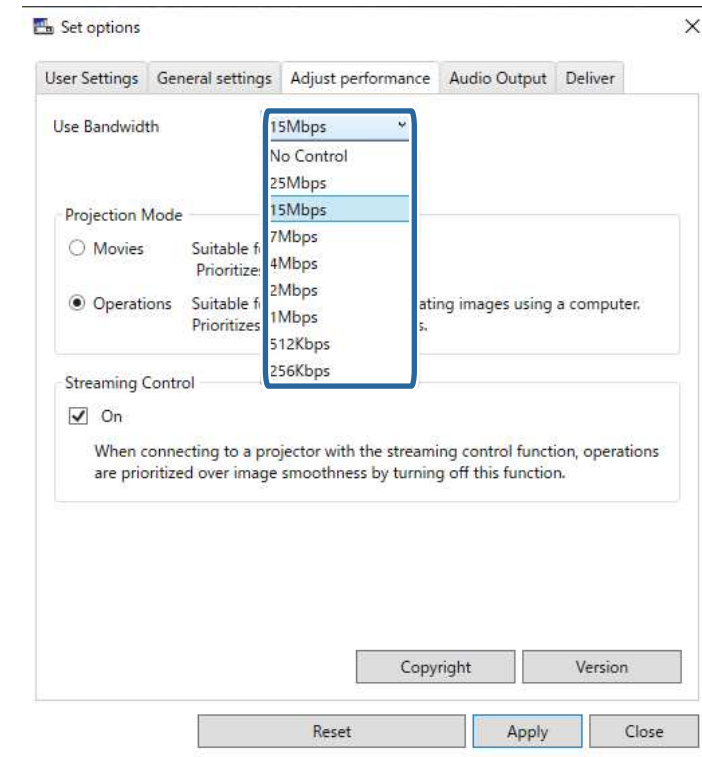 Set options
User Settings General settings Adjust performance Audio Output Deliver
Use Bandwidth 15Mbps
No Control
25Mbps
15Mbps
7Mbps
4Mbps
2Mbps
1Mbps
512Kbps
256Kbps
Projection Mode
Movies Suitable
Operations Suitable images using a computer.
Prioritizes
Streaming Control
On
When connecting to a projector with the streaming control function, operations
are prioritized over image smoothness by turning off this function.
Copyright Version
Reset Apply Close